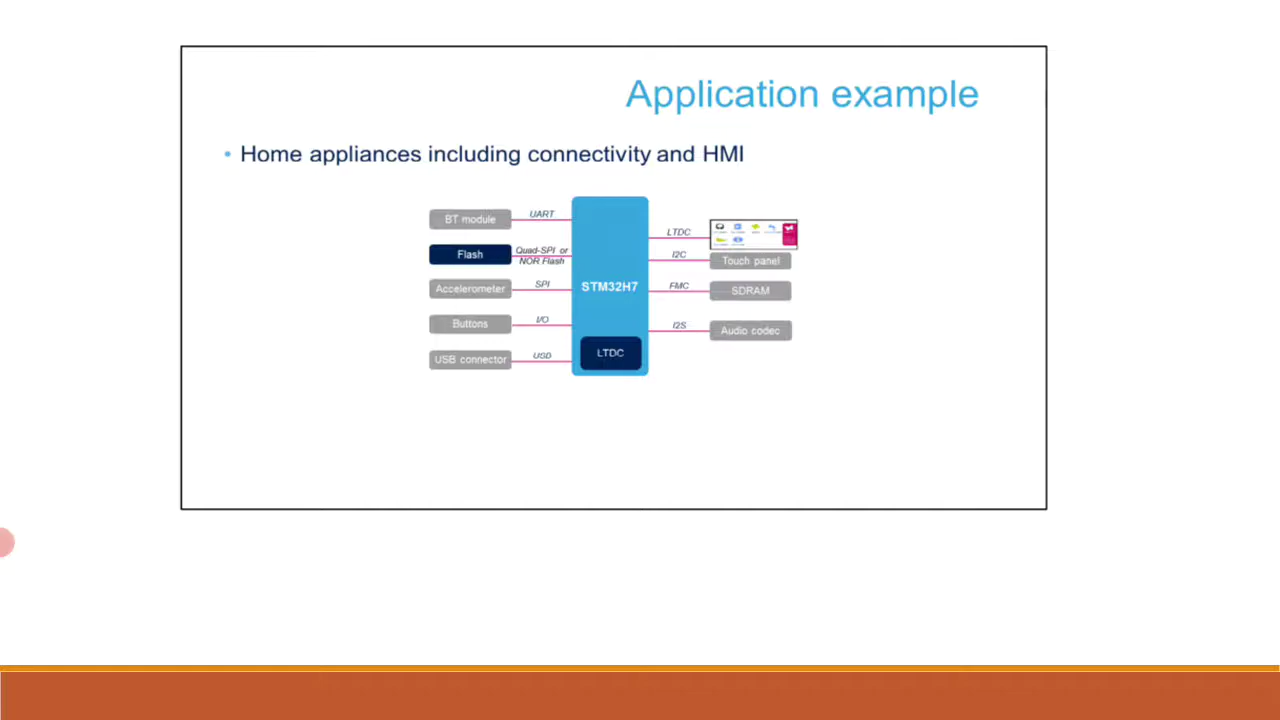 Application example
• Home appliances including connectivity and HMI
BT module
UART
Flash
Quad-SPI or
NOR Flash
Accelerometer
SPI
Buttons
I/O
USB connector
USD
STM32H7
LTDC
LTDC
I2C
Touch panel
FMC
SDRAM
I2S
Audio codec